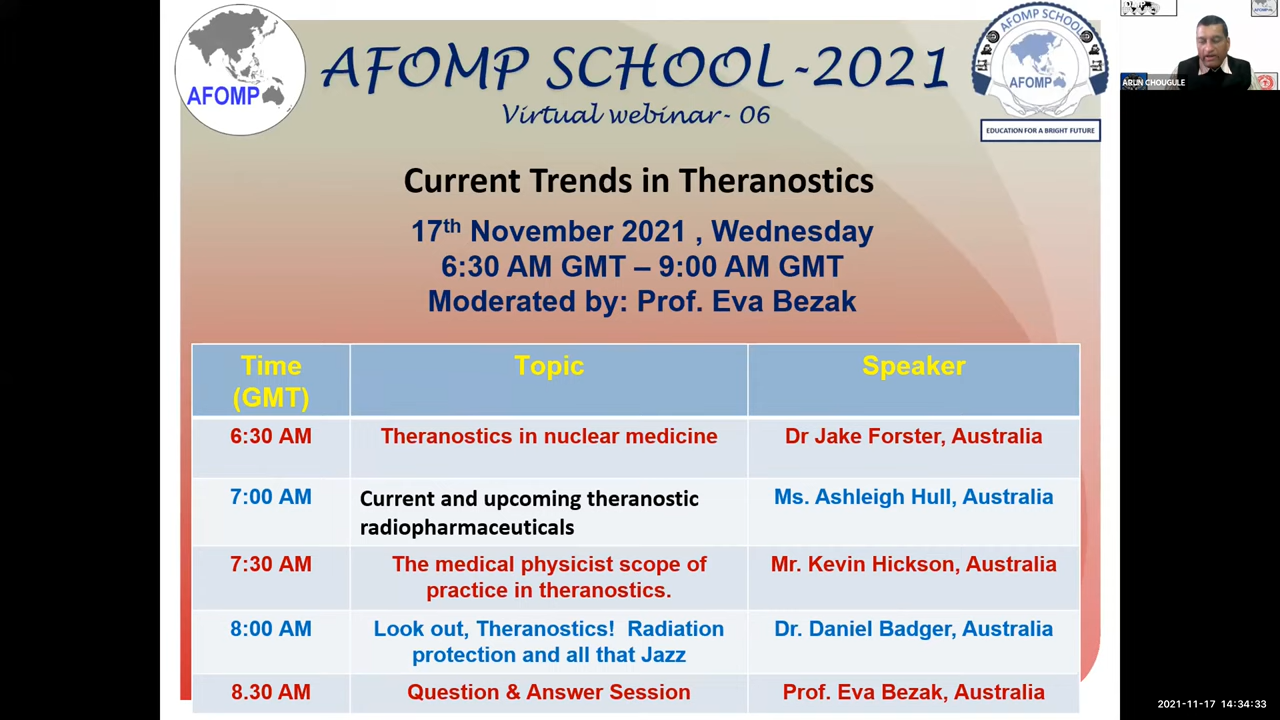 AFOMP
AFOMP SCHOOL-2021
Virtual webinar- 06
AFOMP SCHOOL
AFOMP
EDUCATION FOR A BRIGHT FUTURE
ARUN CHOUGULE
Current Trends in Theranostics
17th November 2021 , Wednesday
6:30 AM GMT – 9:00 AM GMT
Moderated by: Prof. Eva Bezak
Time
(GMT)
Topic
Speaker
6:30 AM
Theranostics in nuclear medicine
Dr Jake Forster, Australia
7:00 AM
Current and upcoming theranostic
radiopharmaceuticals
Ms. Ashleigh Hull, Australia
7:30 AM
The medical physicist scope of
practice in theranostics.
Mr. Kevin Hickson, Australia
8:00 AM
Look out, Theranostics!  Radiation
protection and all that Jazz
Dr. Daniel Badger, Australia
8.30 AM
Question & Answer Session
Prof. Eva Bezak, Australia
2021-11-17 14:34:33